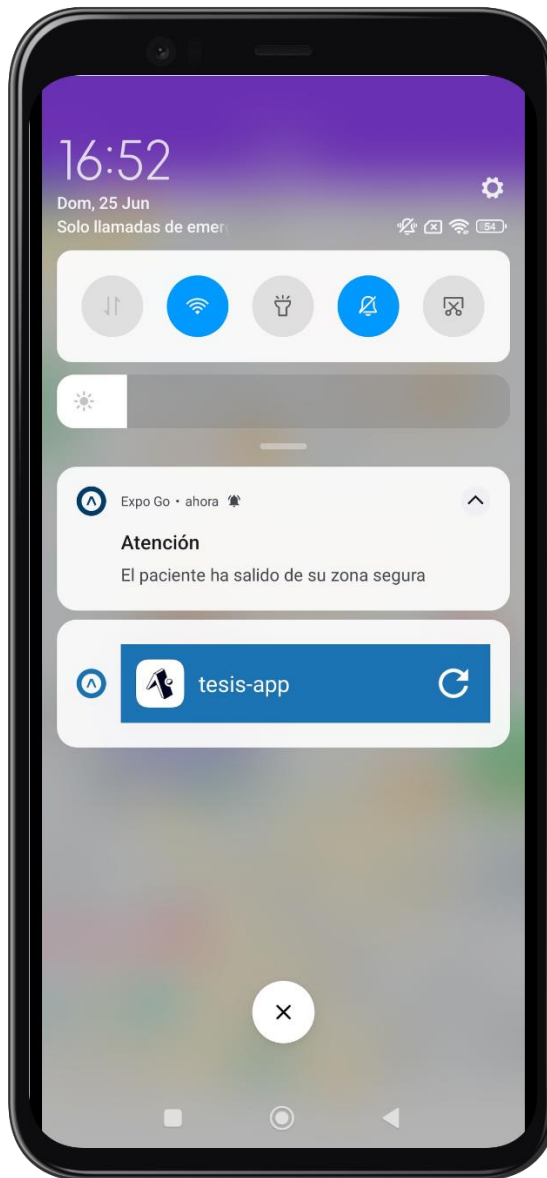 16:52
Dom, 25 Jun
Solo llamadas de emer
54
Expo Go • ahora
Atención
El paciente ha salido de su zona segura
tesis-app